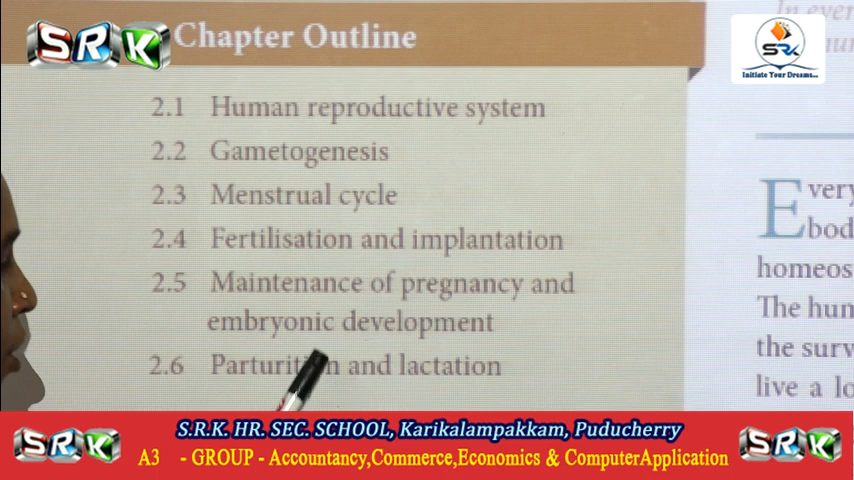 SRK
Chapter Outline
In ever
SRK
Initiate Your Dreams...
2.1 Human reproductive system
2.2 Gametogenesis
2.3 Menstrual cycle
2.4 Fertilisation and implantation
2.5 Maintenance of pregnancy and
embryonic development
2.6 Parturition and lactation
Every
bod
homeos
The hum
the surv
live a lo
SRK
S.R.K. HR. SEC. SCHOOL, Karikalampakkam, Puducherry
A3 - GROUP - Accountancy,Commerce,Economics & ComputerApplication
SRK